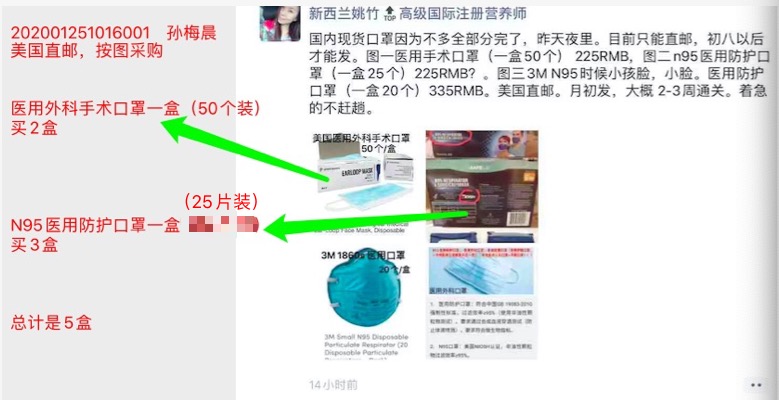 202001251016001 孙梅晨
美国直邮，按图采购
医用外科手术口罩一盒（50个装）
买2盒
（25片装）
N95医用防护口罩一盒
买3盒
总计是5盒
新西兰姚竹 TOP 高级国际注册营养师
国内现货口罩因为不多全部分完了，昨天夜里。目前只能直邮，初八以后
才能发。图一医用手术口罩（一盒50个） 225RMB，图二n95医用防护口
罩（一盒25个）225RMB？。图三3M N95时候小孩脸，小脸。医用防护
口罩（一盒20个）335RMB。美国直邮。月初发，大概 2-3周通关。着急
的不赶趟。
美国医用外科手术口罩
50个/盒
EARLOOP MASK
Face Mask, Disposable
3M 1860s 医用口罩
20个/盒
3M Small N95 Disposable
Particulate Respirator (20
Disposable Particulate
医用外科口罩
14小时前